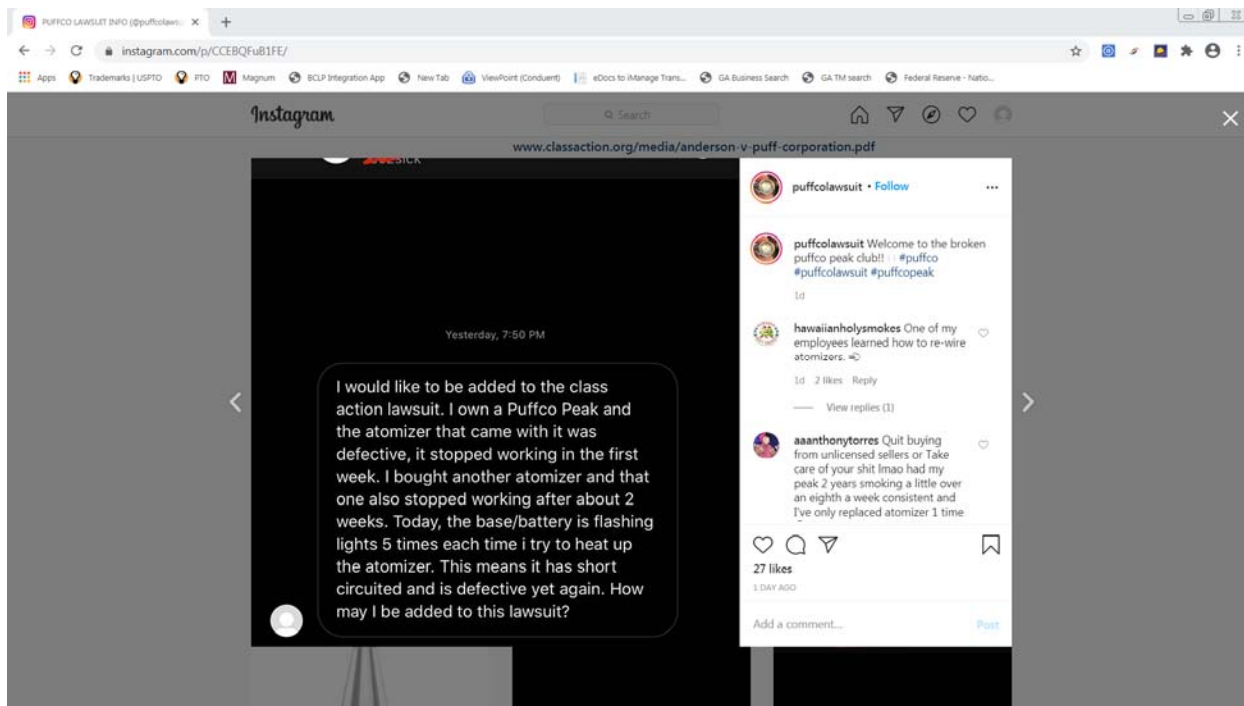 PUFFCO LAWSUIT INFO (@puffcolawsu
instagram.com/p/CCEBQFuB1FE/
Apps Trademarks | USPTO PTO Magnum BCLP Integration App New Tab ViewPoint (Conduent) eDocs to iManage Trans... GA Business Search GA TM search Federal Reserve - Natio...
Instagram
Search
www.classaction.org/media/anderson-v-puff-corporation.pdf
SICK
Yesterday, 7:50 PM
I would like to be added to the class
action lawsuit. I own a Puffco Peak and
the atomizer that came with it was
defective, it stopped working in the first
week. I bought another atomizer and that
one also stopped working after about 2
weeks. Today, the base/battery is flashing
lights 5 times each time i try to heat up
the atomizer. This means it has short
circuited and is defective yet again. How
may I be added to this lawsuit?
puffcolawsuit • Follow
puffcolawsuit Welcome to the broken
puffco peak club!! #puffco
#puffcolawsuit #puffcopeak
1d
hawaiianholysmokes One of my
employees learned how to re-wire
atomizers.
1d 2 likes Reply
View replies (1)
aaanthonytorres Quit buying
from unlicensed sellers or Take
care of your shit lmao had my
peak 2 years smoking a little over
an eighth a week consistent and
I've only replaced atomizer 1 time
27 likes
1 DAY AGO
Add a comment...
Post